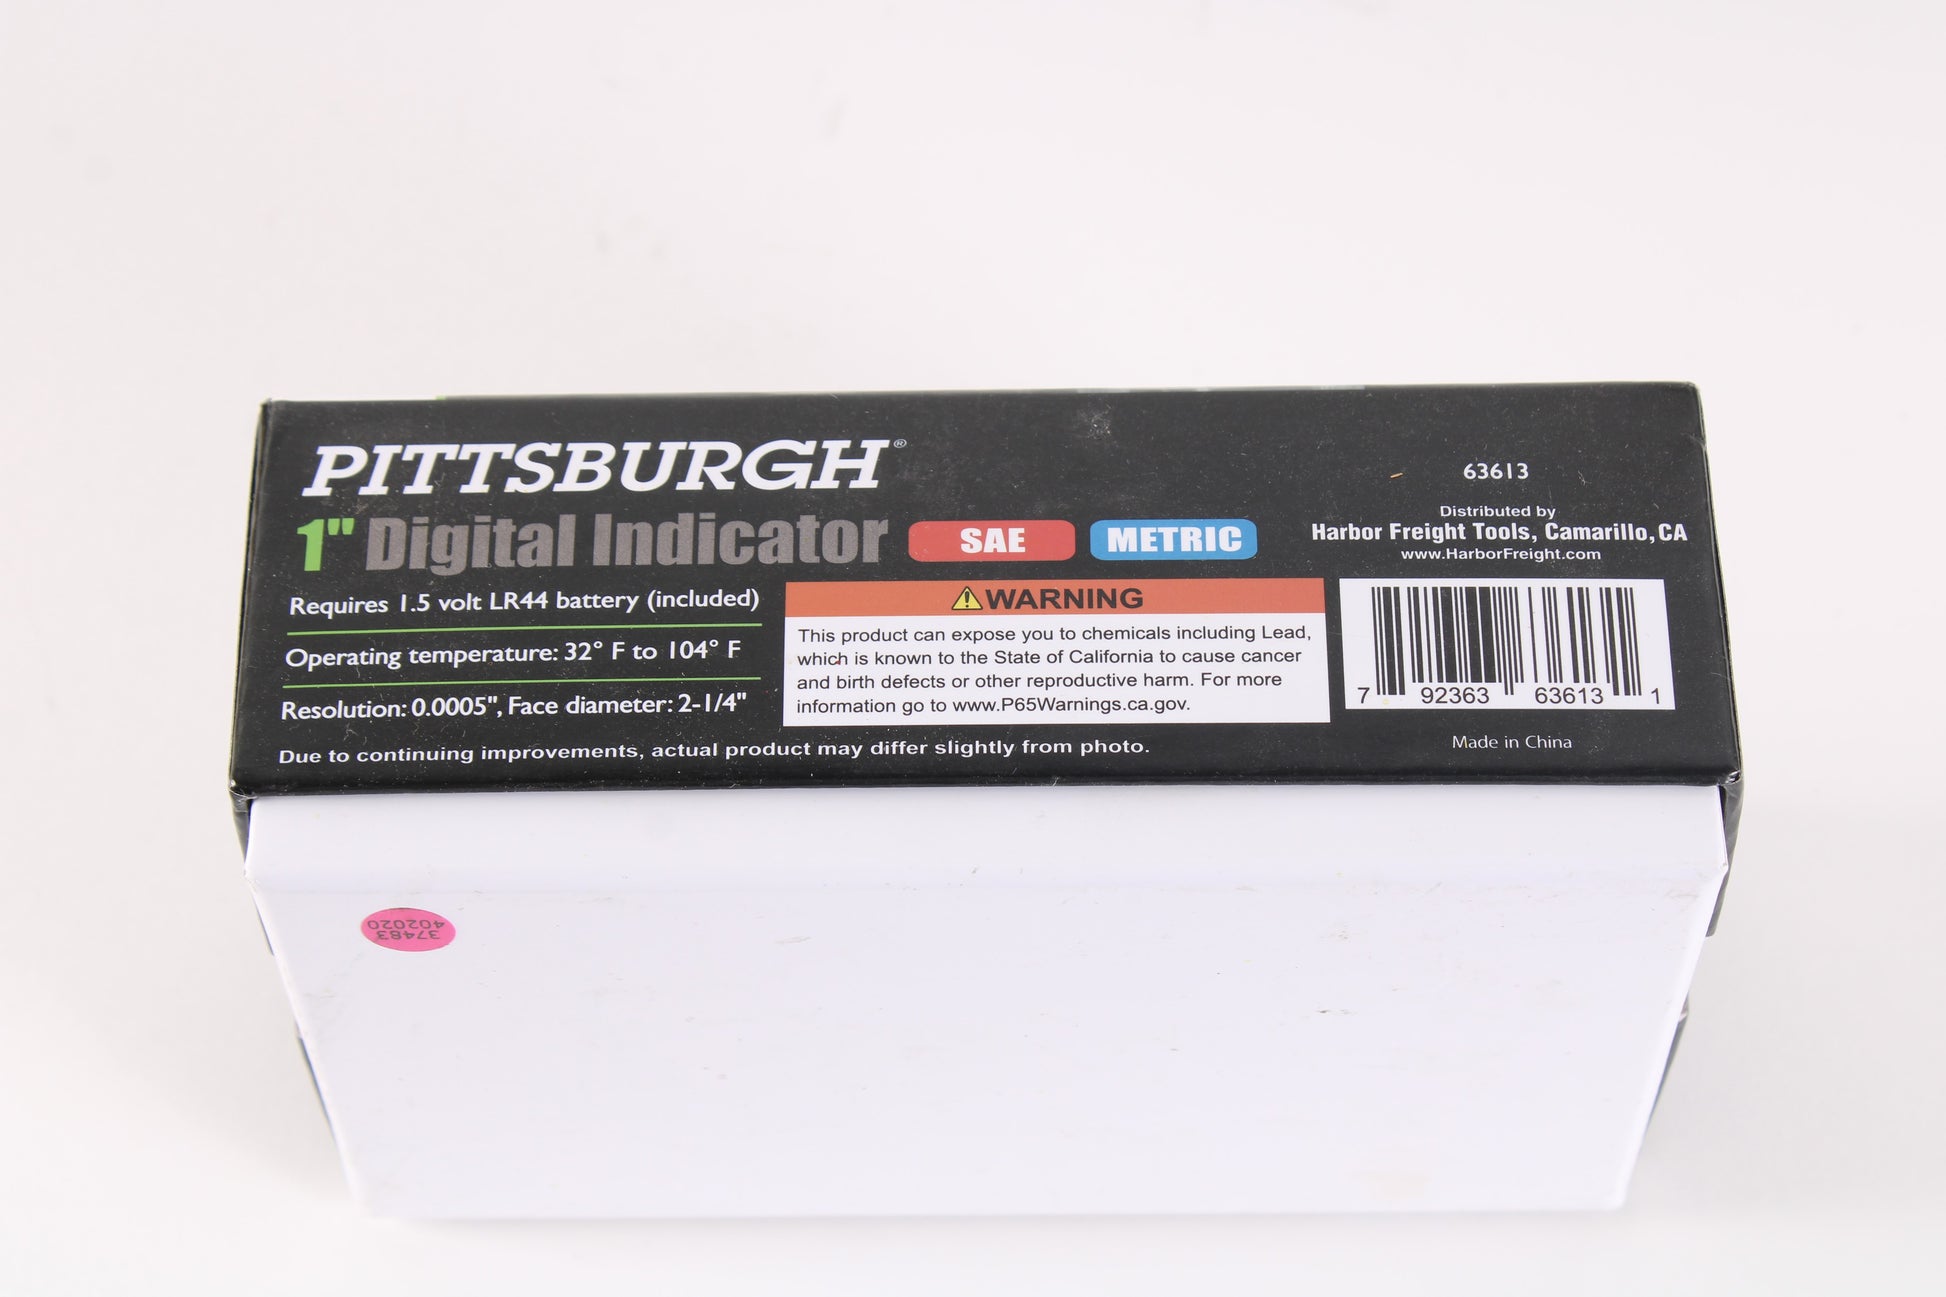 PITTSBURGH®
1" Digital Indicator
SAE
METRIC
Requires 1.5 volt LR44 battery (included)
Operating temperature: 32° F to 104° F
Resolution: 0.0005", Face diameter: 2-1/4"
Due to continuing improvements, actual product may differ slightly from photo.
⚠WARNING
This product can expose you to chemicals including Lead,
which is known to the State of California to cause cancer
and birth defects or other reproductive harm. For more
information go to www.P65Warnings.ca.gov.
63613
Distributed by
Harbor Freight Tools, Camarillo, CA
www.HarborFreight.com
7 92363 63613 1
Made in China
37483
402020